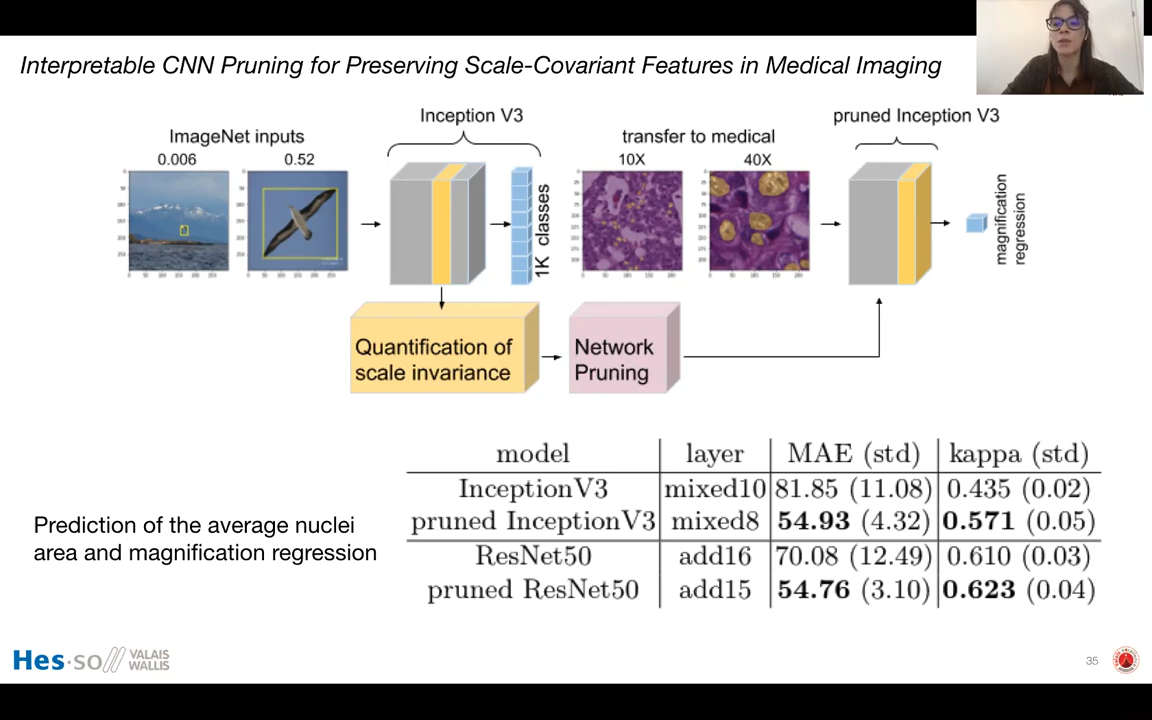 Interpretable CNN Pruning for Preserving Scale-Covariant Features in Medical Imaging
Inception V3
pruned Inception V3
ImageNet inputs
transfer to medical
0.006
0.52
10X
40X
1K classes
magnification
regression
Quantification of
scale invariance
Network
Pruning
model layer MAE (std) kappa (std)
InceptionV3 mixed10 81.85 (11.08) 0.435 (0.02)
pruned InceptionV3 mixed8 54.93 (4.32) 0.571 (0.05)
ResNet50 add16 70.08 (12.49) 0.610 (0.03)
pruned ResNet50 add15 54.76 (3.10) 0.623 (0.04)
Prediction of the average nuclei
area and magnification regression
Hes·so VALAIS
WALLIS
35